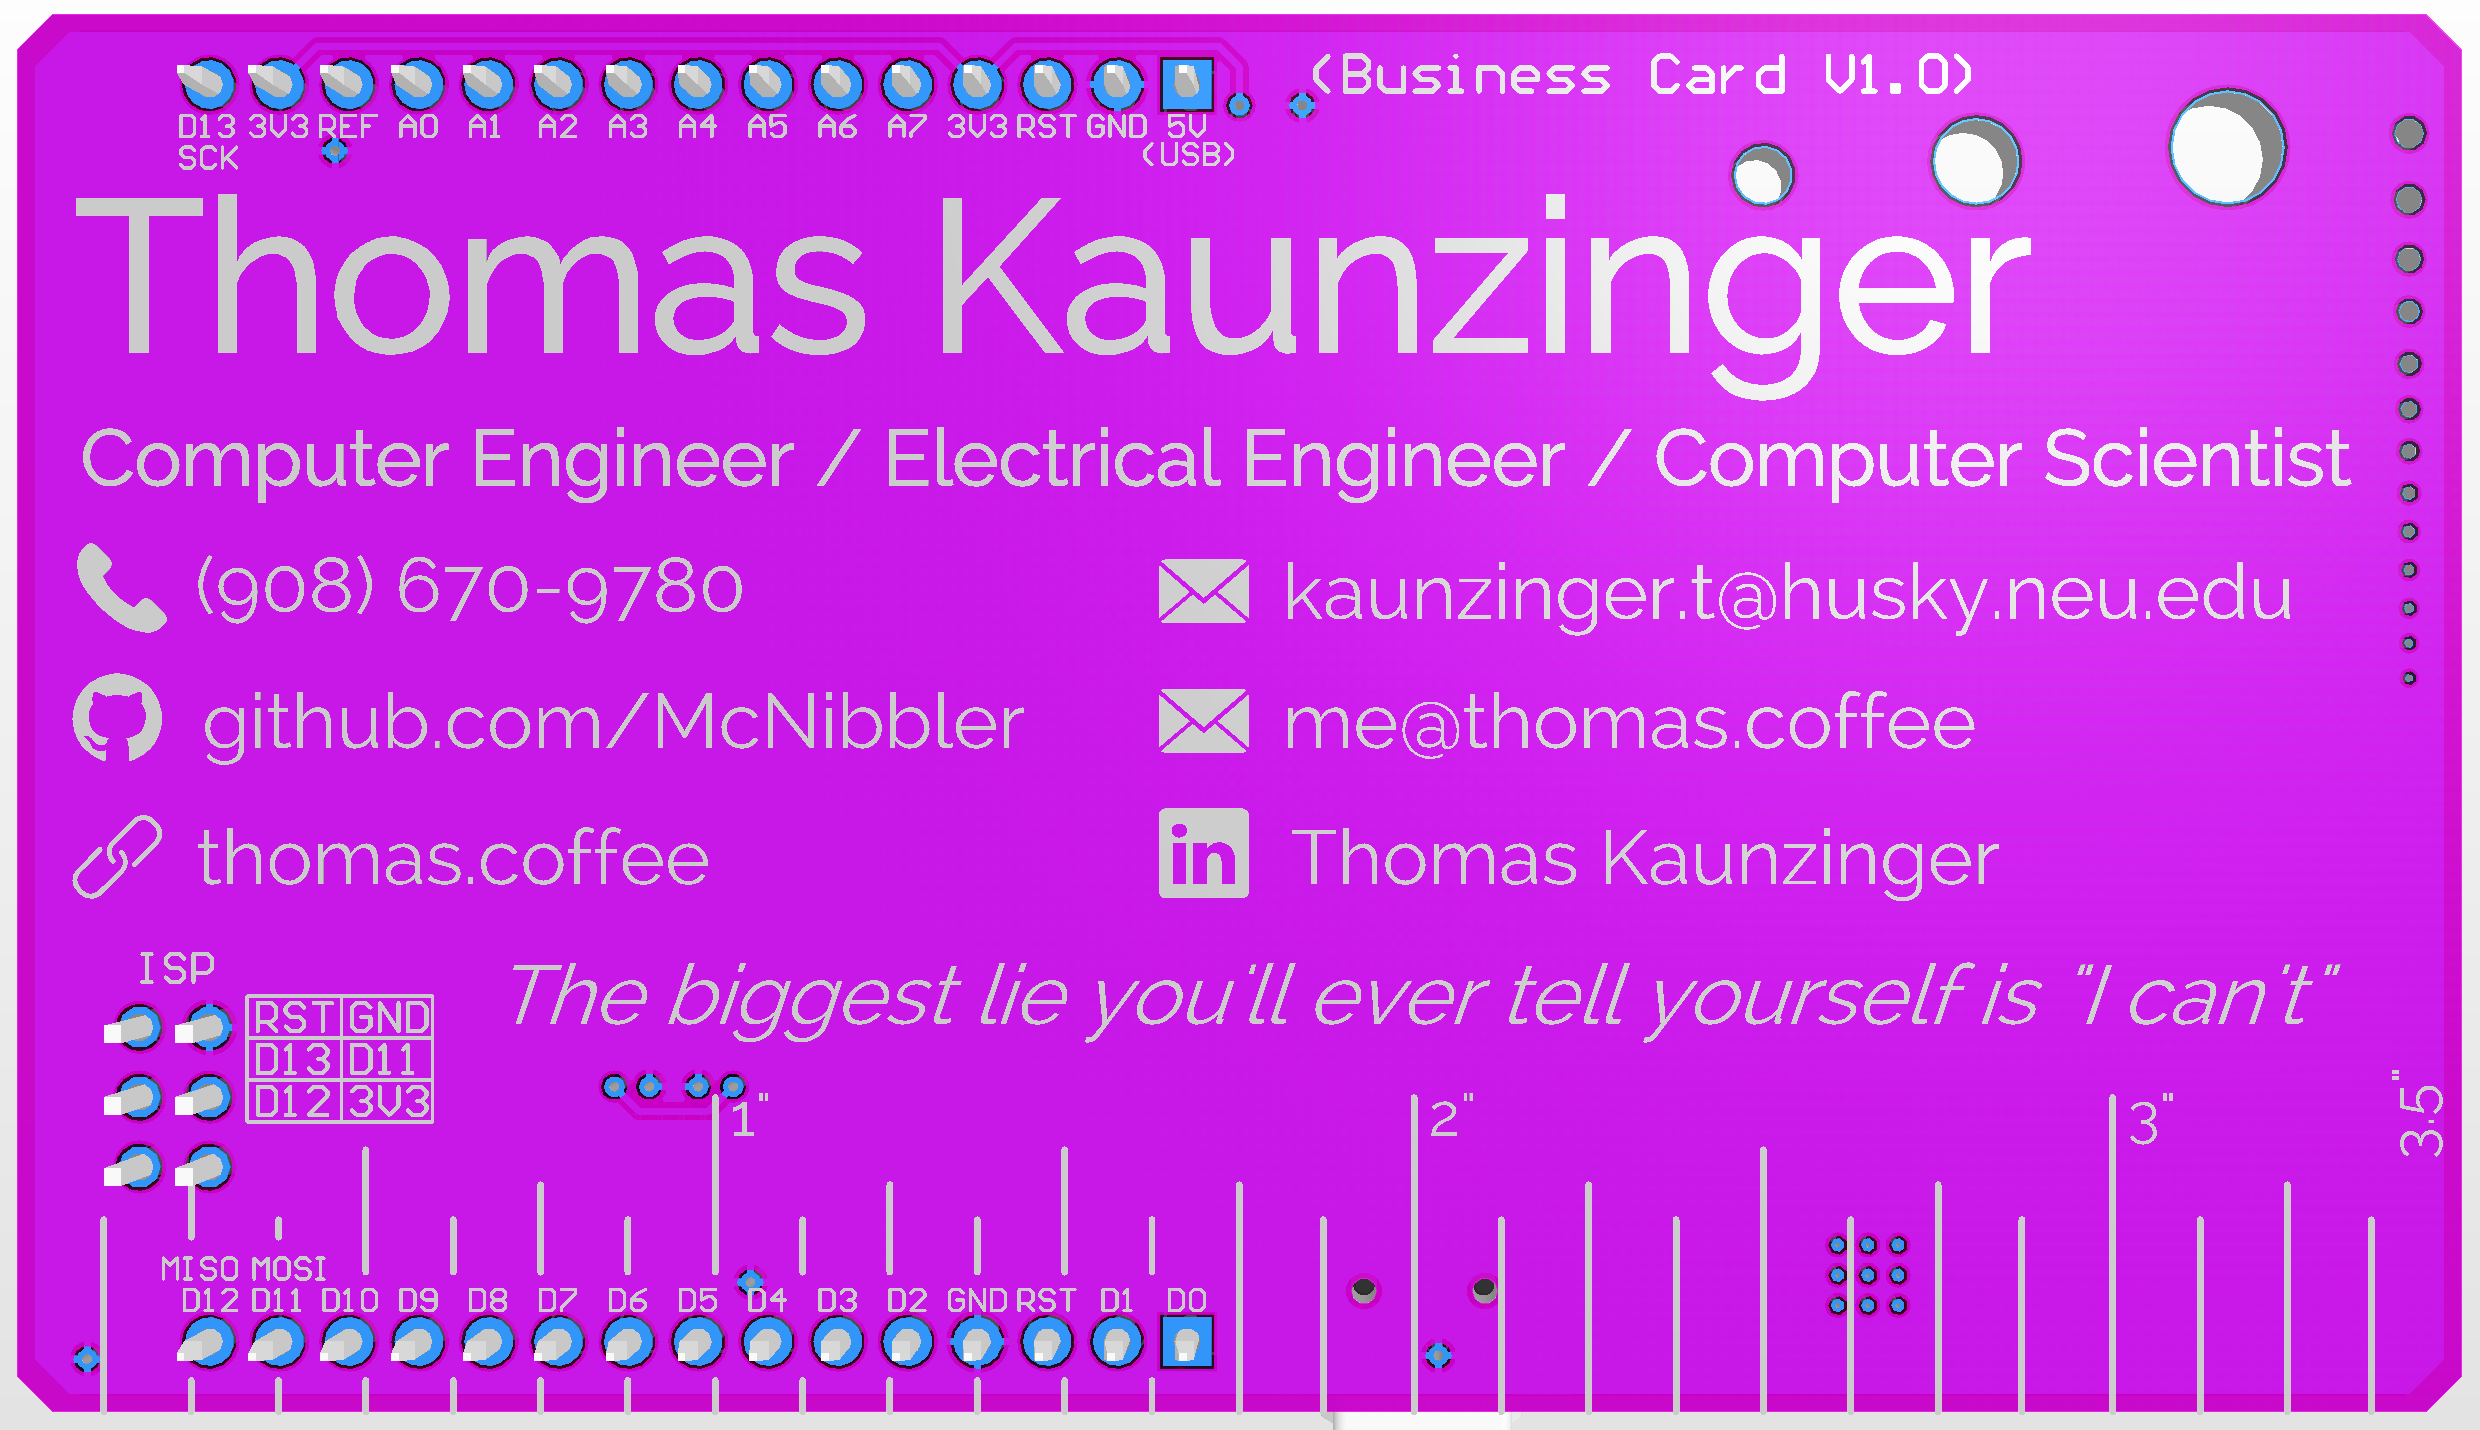 (Business Card V1.0)
D13 3V3 REF A0 A1 A2 A3 A4 A5 A6 A7 3V3 RST GND 5V
SCK (USB)
Thomas Kaunzinger
Computer Engineer / Electrical Engineer / Computer Scientist
(908) 670-9780
kaunzinger.t@husky.neu.edu
github.com/McNibbler
me@thomas.coffee
thomas.coffee
in Thomas Kaunzinger
ISP
The biggest lie you'll ever tell yourself is "I can't"
RST GND
D13 D11
D12 3V3
1" 2" 3" 3.5"
MISO MOSI
D12 D11 D10 D9 D8 D7 D6 D5 D4 D3 D2 GND RST D1 D0